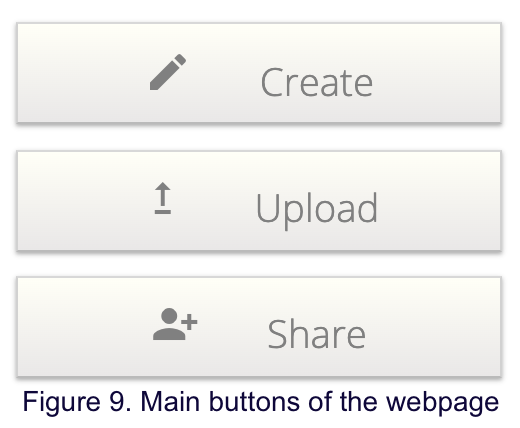 Create
Upload
Share
Figure 9. Main buttons of the webpage